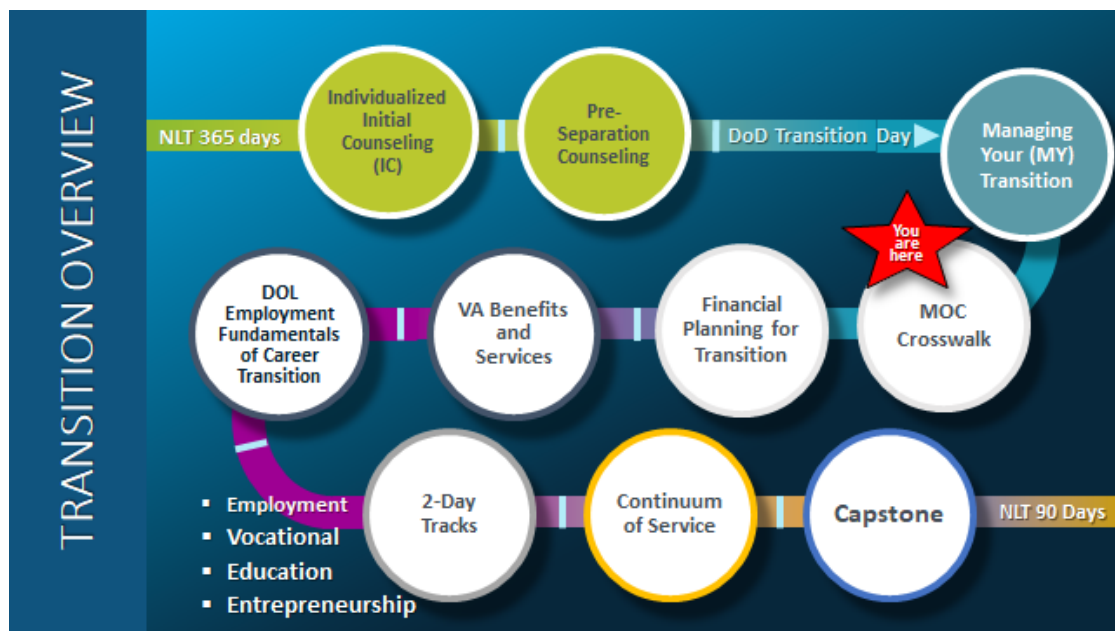 TRANSITION OVERVIEW
NLT 365 days
Individualized
Initial
Counseling
(IC)
Pre-
Separation
Counseling
DoD Transition Day
Managing
Your (MY)
Transition
You
are
here
MOC
Crosswalk
Financial
Planning for
Transition
VA Benefits
and
Services
DOL
Employment
Fundamentals
of Career
Transition
▪ Employment
▪ Vocational
▪ Education
▪ Entrepreneurship
2-Day
Tracks
Continuum
of Service
Capstone
NLT 90 Days